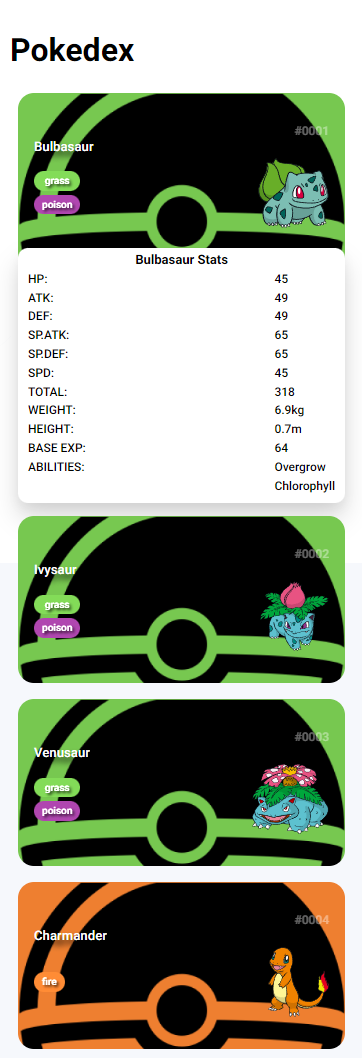 Pokedex
#0001
Bulbasaur
grass
poison
Bulbasaur Stats
HP: 45
ATK: 49
DEF: 49
SP.ATK: 65
SP.DEF: 65
SPD: 45
TOTAL: 318
WEIGHT: 6.9kg
HEIGHT: 0.7m
BASE EXP: 64
ABILITIES: Overgrow
Chlorophyll
#0002
Ivysaur
grass
poison
#0003
Venusaur
grass
poison
#0004
Charmander
fire